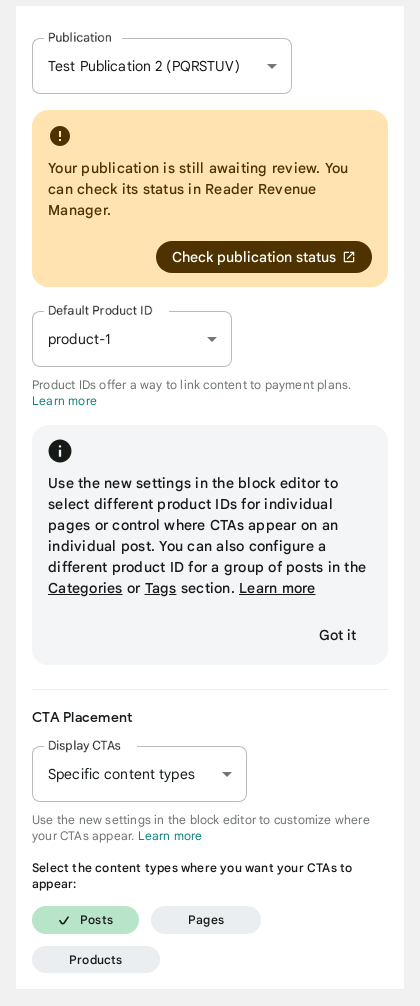 Publication
Test Publication 2 (PQRSTUV)
Your publication is still awaiting review. You
can check its status in Reader Revenue
Manager.
Check publication status
Default Product ID
product-1
Product IDs offer a way to link content to payment plans.
Learn more
Use the new settings in the block editor to
select different product IDs for individual
pages or control where CTAs appear on an
individual post. You can also configure a
different product ID for a group of posts in the
Categories or Tags section. Learn more
Got it
CTA Placement
Display CTAs
Specific content types
Use the new settings in the block editor to customize where
your CTAs appear. Learn more
Select the content types where you want your CTAs to
appear:
Posts
Pages
Products